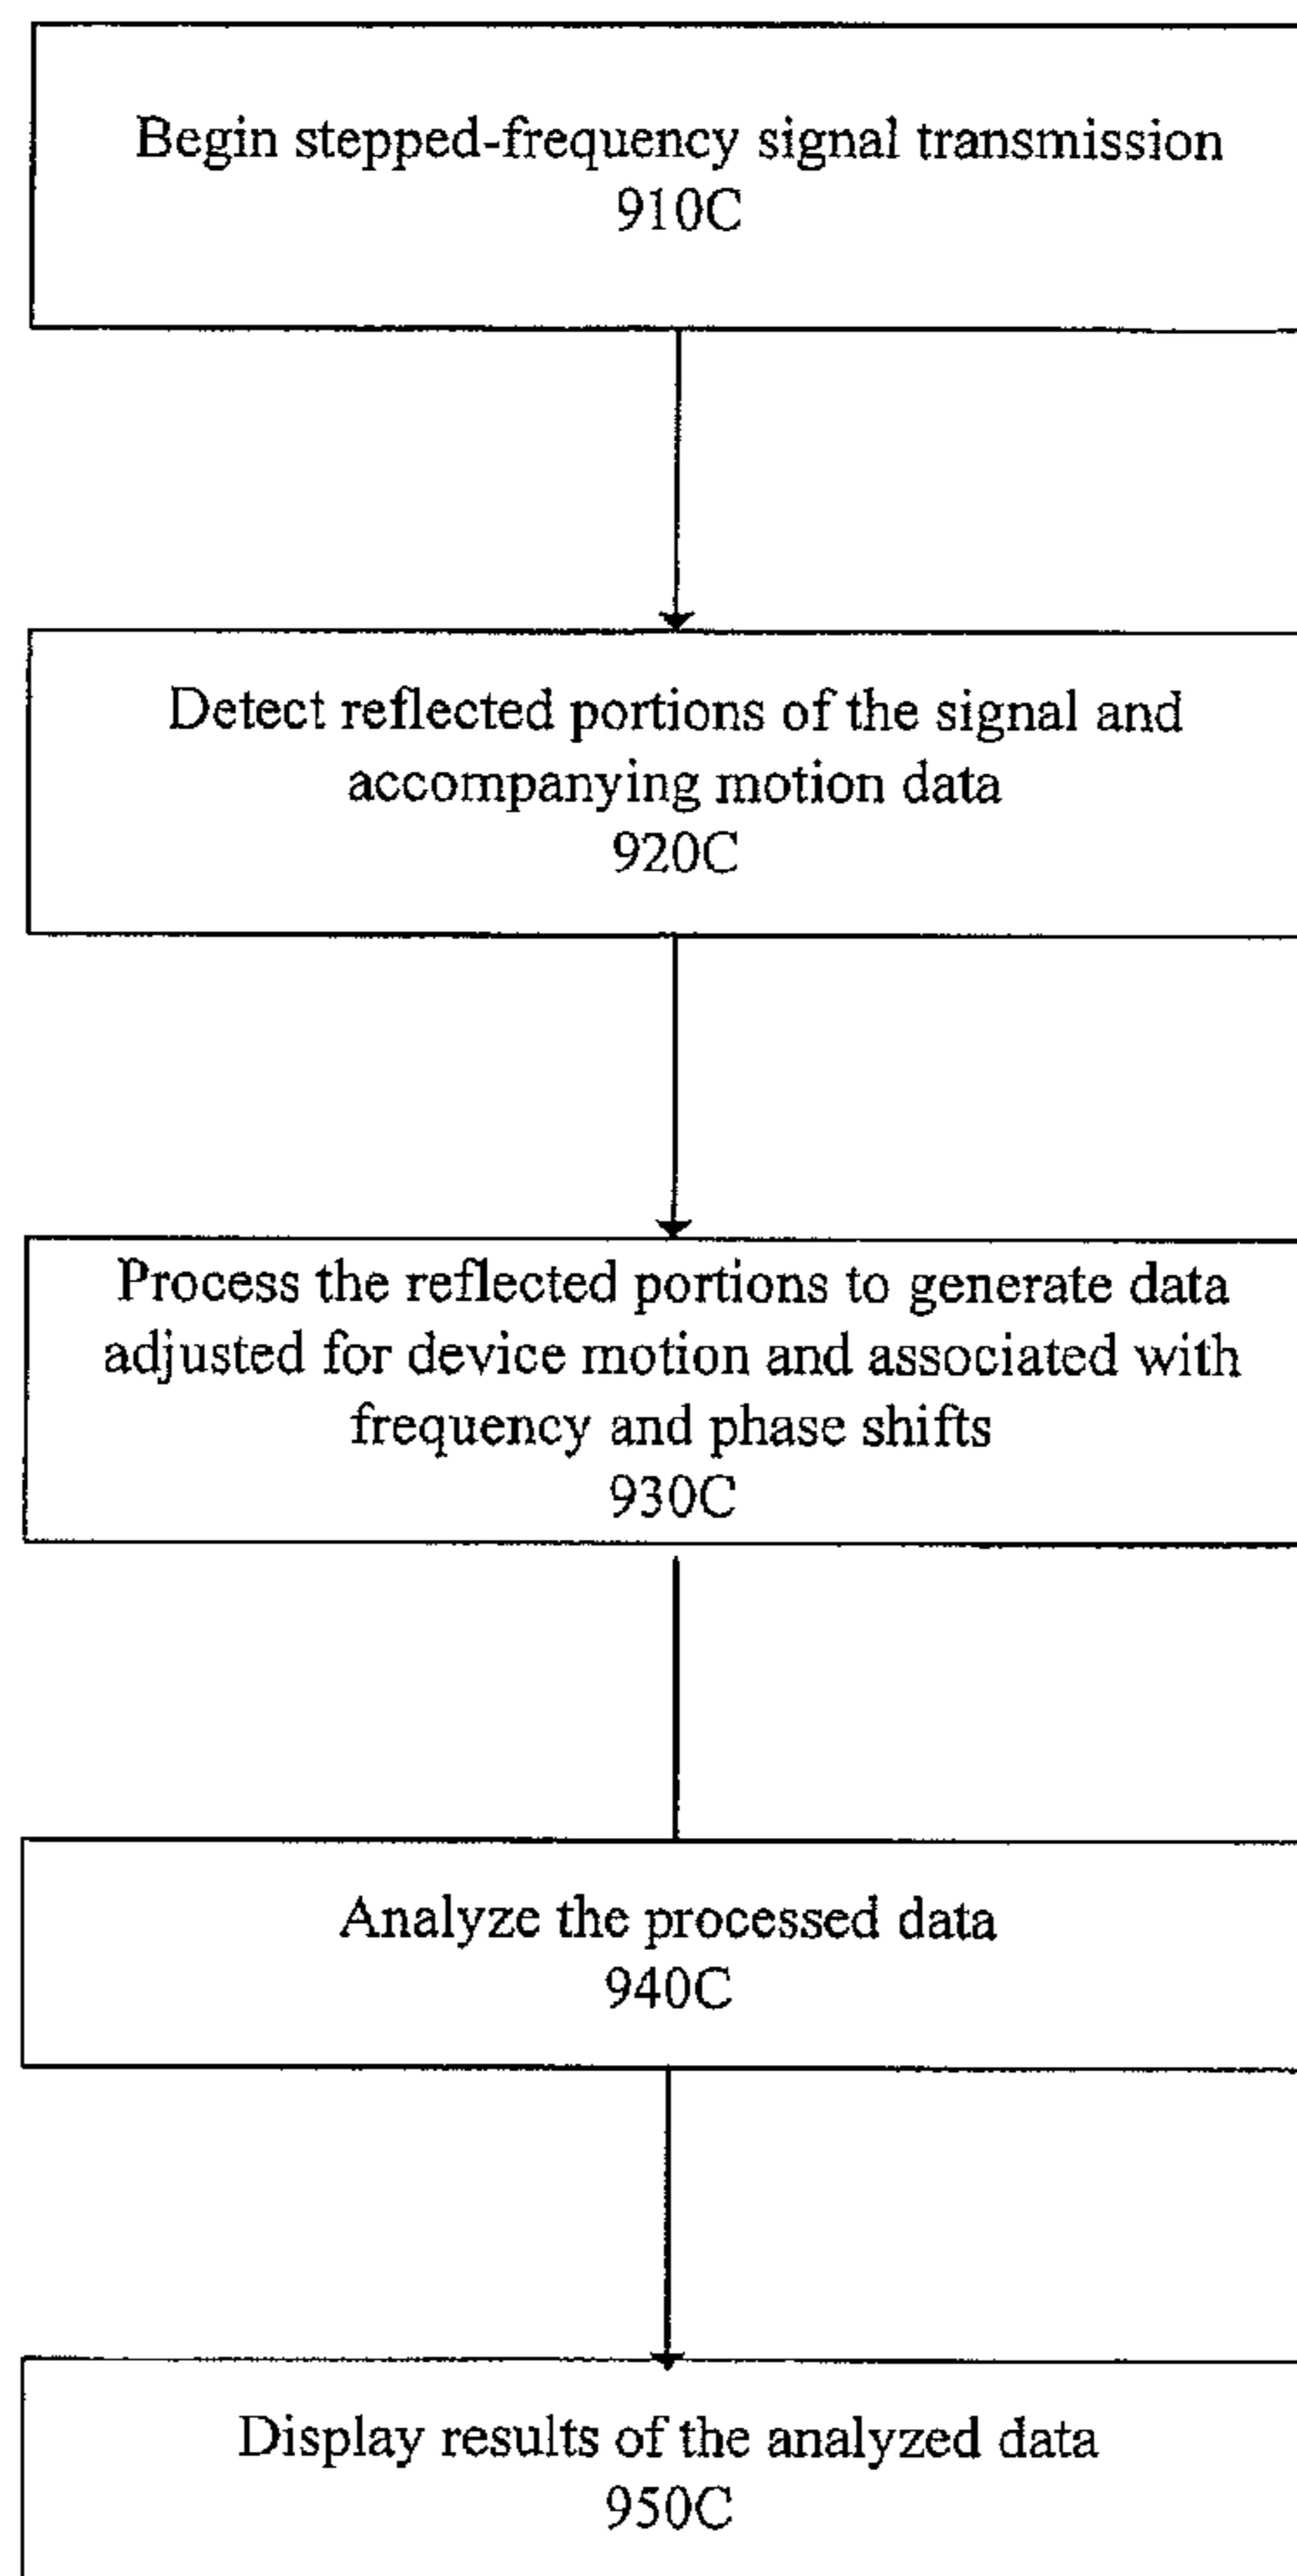 Begin stepped-frequency signal transmission
910C
Detect reflected portions of the signal and
accompanying motion data
920C
Process the reflected portions to generate data
adjusted for device motion and associated with
frequency and phase shifts
930C
Analyze the processed data
940C
Display results of the analyzed data
950C